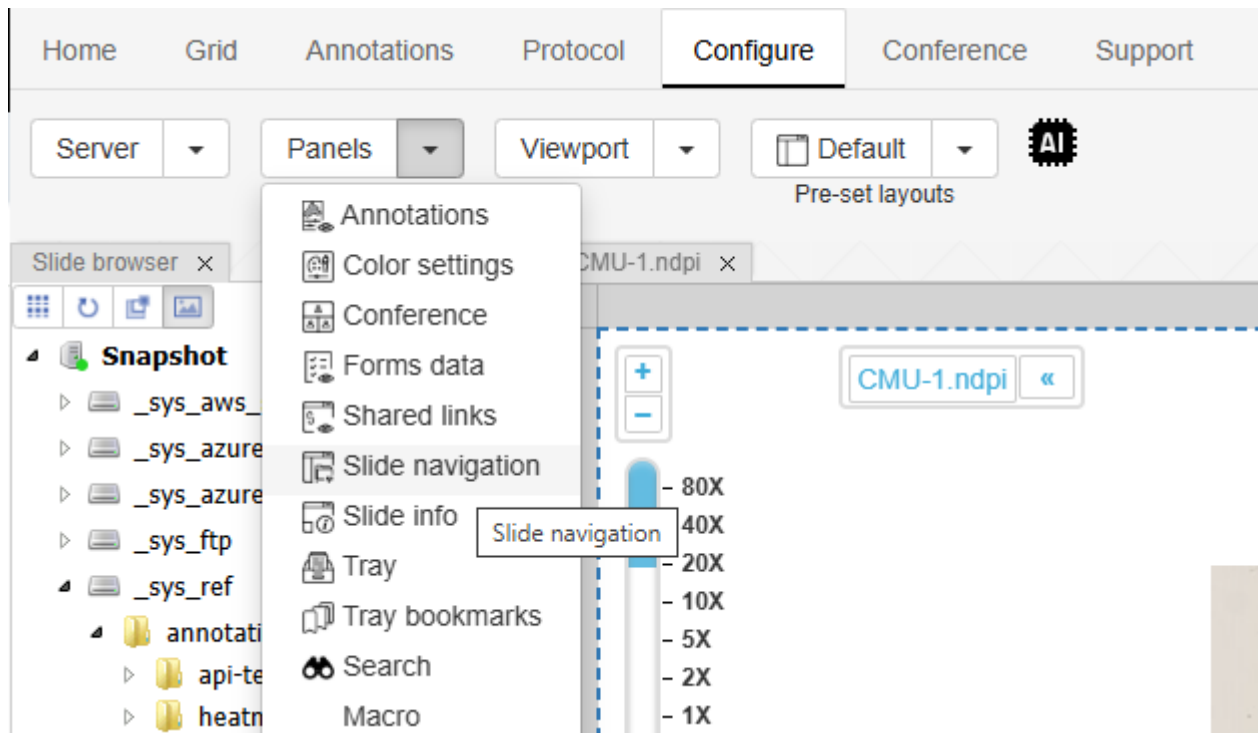 Home Grid Annotations Protocol Configure Conference Support
Server Panels Viewport Default AI
Pre-set layouts
Slide browser CMU-1.ndpi
Annotations
Color settings
Conference
Forms data
Shared links
Slide navigation
Slide info
Tray
Tray bookmarks
Search
Macro
Slide navigation
Snapshot
_sys_aws_
_sys_azure
_sys_azure
_sys_ftp
_sys_ref
annotati
api-te
CMU-1.ndpi «
80X
40X
20X
10X
5X
2X
1X